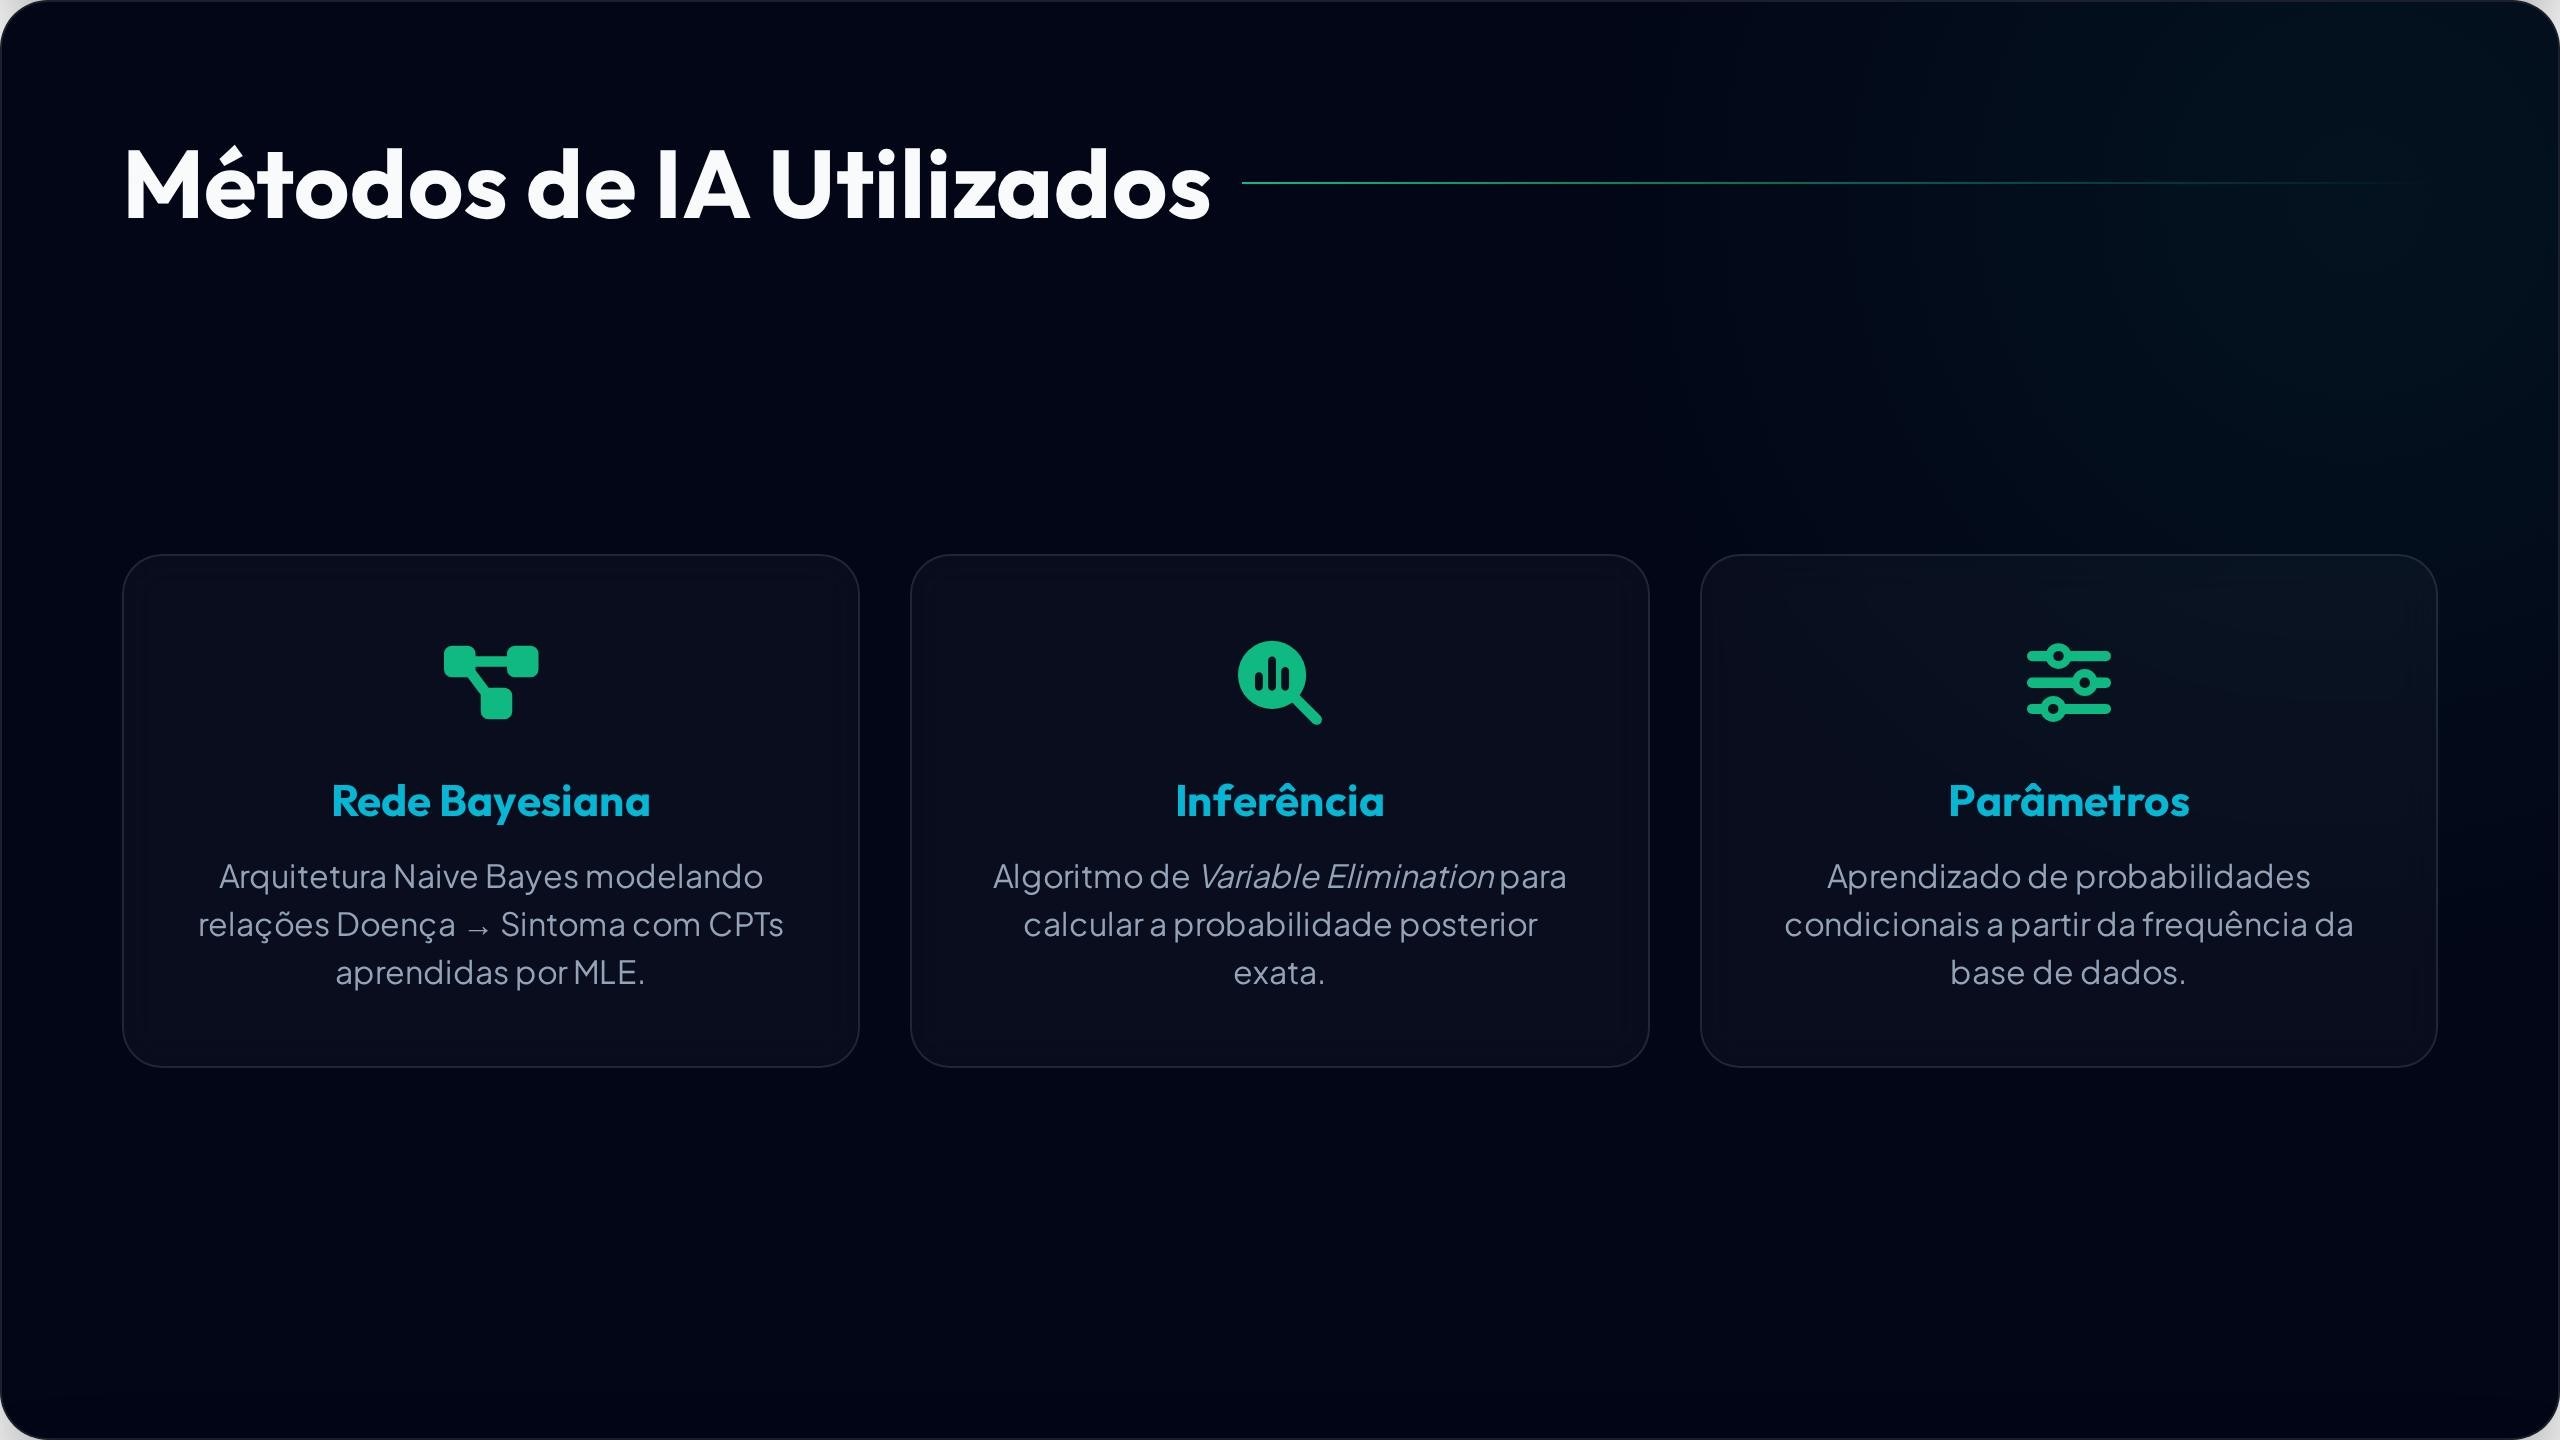 Métodos de IA Utilizados
Rede Bayesiana
Arquitetura Naive Bayes modelando
relações Doença → Sintoma com CPTs
aprendidas por MLE.
Inferência
Algoritmo de Variable Elimination para
calcular a probabilidade posterior
exata.
Parâmetros
Aprendizado de probabilidades
condicionais a partir da frequência da
base de dados.